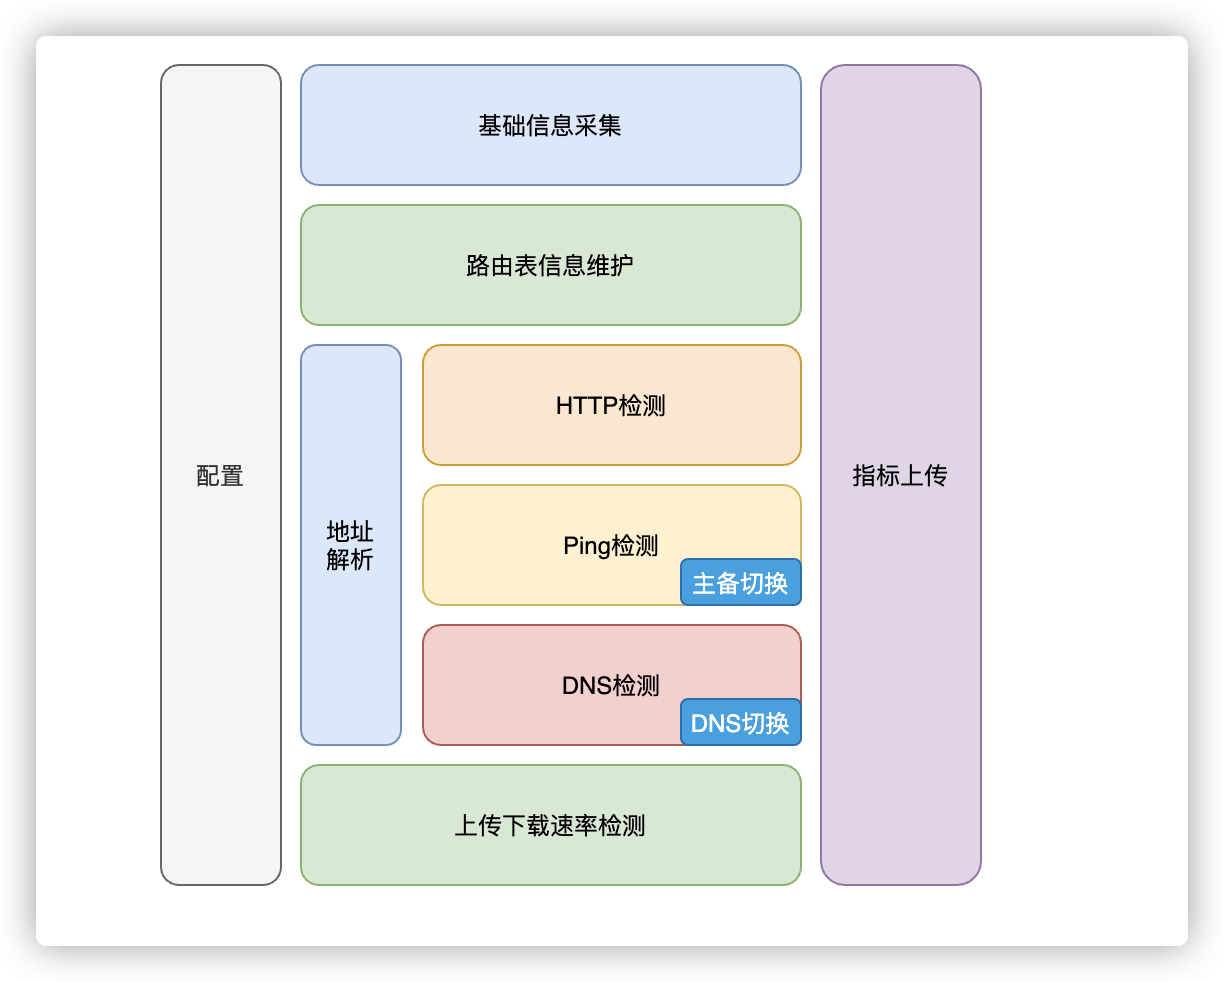 配置
基础信息采集
路由表信息维护
地址
解析
HTTP检测
Ping检测
主备切换
DNS检测
DNS切换
上传下载速率检测
指标上传